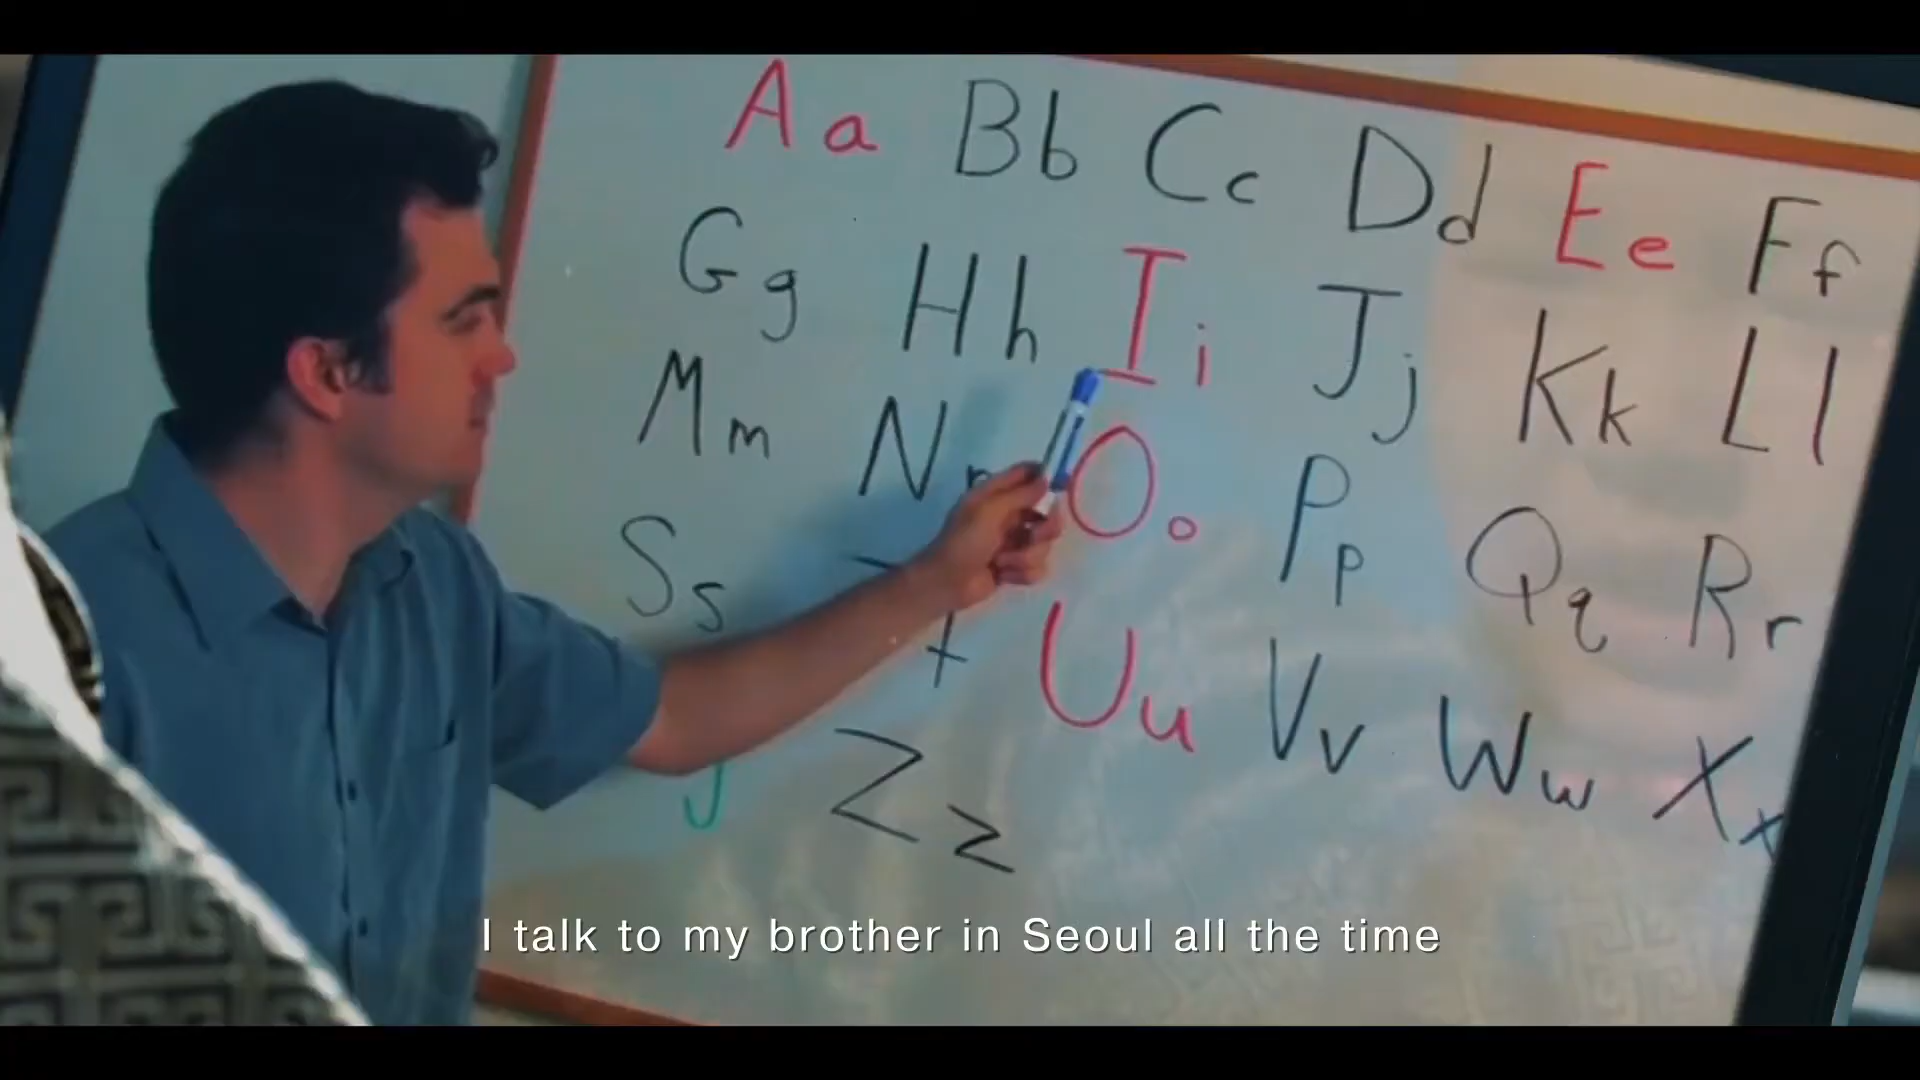 Aa Bb Cc Dd Ee Ff
Gg Hh Ii Jj Kk Ll
Mm N Oo Pp Qq Rr
Ss t Uu Vv Ww Xx
Zz
I talk to my brother in Seoul all the time